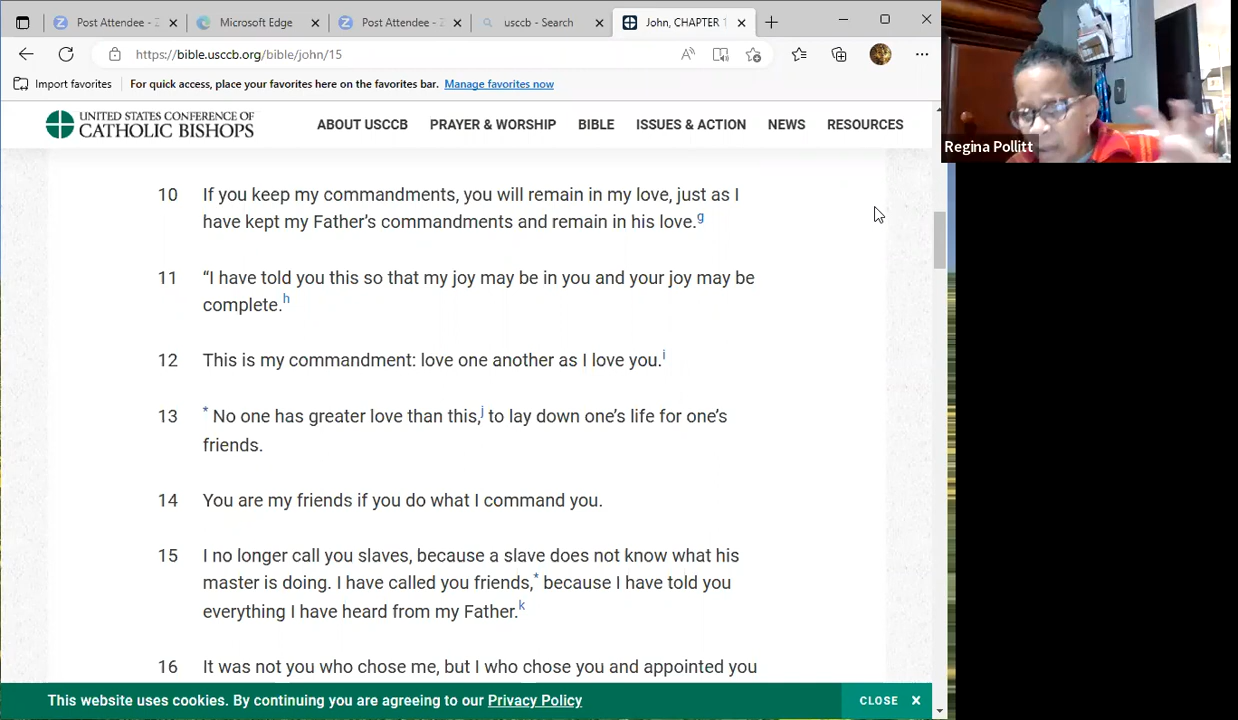 Post Attendee - Z
Microsoft Edge
Post Attendee - Z
usccb - Search
John, CHAPTER 1
https://bible.usccb.org/bible/john/15
Import favorites
For quick access, place your favorites here on the favorites bar. Manage favorites now
UNITED STATES CONFERENCE OF
CATHOLIC BISHOPS
ABOUT USCCB PRAYER & WORSHIP BIBLE ISSUES & ACTION NEWS RESOURCES
10 If you keep my commandments, you will remain in my love, just as I
have kept my Father’s commandments and remain in his love.g
11 “I have told you this so that my joy may be in you and your joy may be
complete.h
12 This is my commandment: love one another as I love you.i
13 * No one has greater love than this,j to lay down one’s life for one’s
friends.
14 You are my friends if you do what I command you.
15 I no longer call you slaves, because a slave does not know what his
master is doing. I have called you friends,* because I have told you
everything I have heard from my Father.k
16 It was not you who chose me, but I who chose you and appointed you
This website uses cookies. By continuing you are agreeing to our Privacy Policy
CLOSE ×
Regina Pollitt